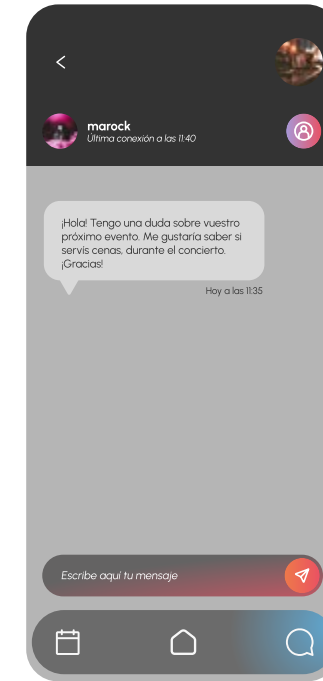 marock
Última conexión a las 11:40
¡Hola! Tengo una duda sobre vuestro
próximo evento. Me gustaría saber si
servís cenas, durante el concierto.
¡Gracias!
Hoy a las 11:35
Escribe aquí tu mensaje